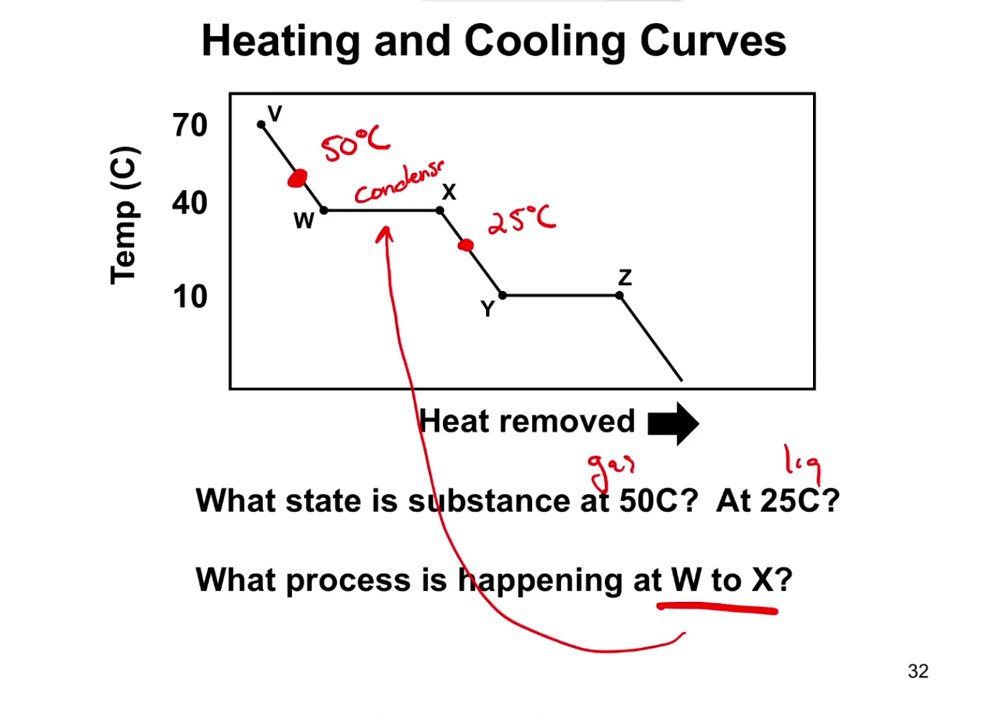 Heating and Cooling Curves
V
70
50°C
Condense
X
40
W
25°C
Temp (C)
Z
10
Y
Heat removed
gas
liq
What state is substance at 50C? At 25C?
What process is happening at W to X?
32